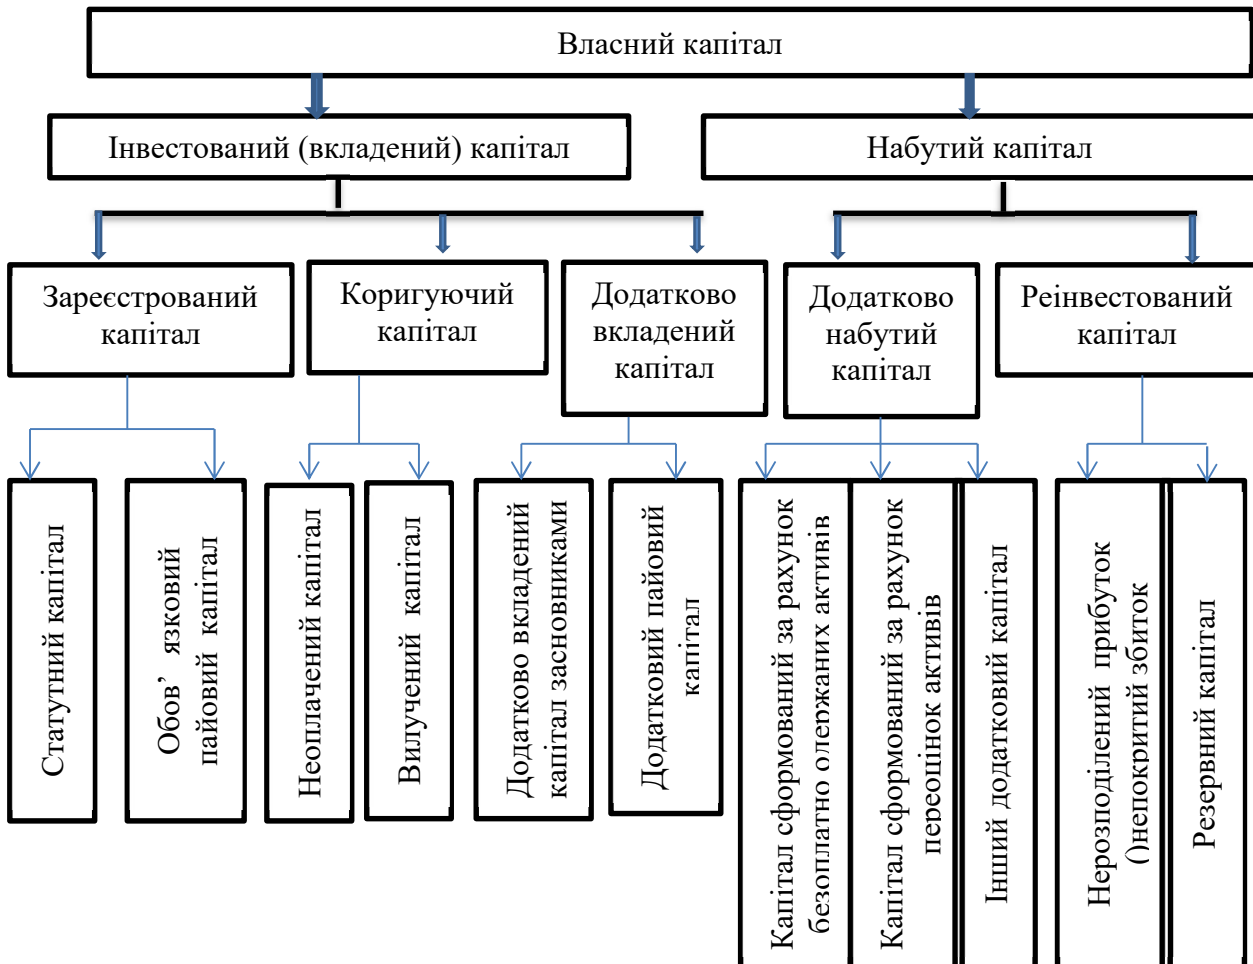 Власний капітал
Інвестований (вкладений) капітал
Набутий капітал
Зареєстрований
капітал
Коригуючий
капітал
Додатково
вкладений
капітал
Додатково
набутий
капітал
Реінвестований
капітал
Статутний капітал
Обов’ язковий
пайовий капітал
Неоплачений капітал
Вилучений капітал
Додатково вкладений
капітал засновниками
Додатковий пайовий
капітал
Капітал сформований за рахунок
безоплатно одержаних активів
Капітал сформований за рахунок
переоцінок активів
Інший додатковий капітал
Нерозподілений прибуток
()непокритий збиток
Резервний капітал